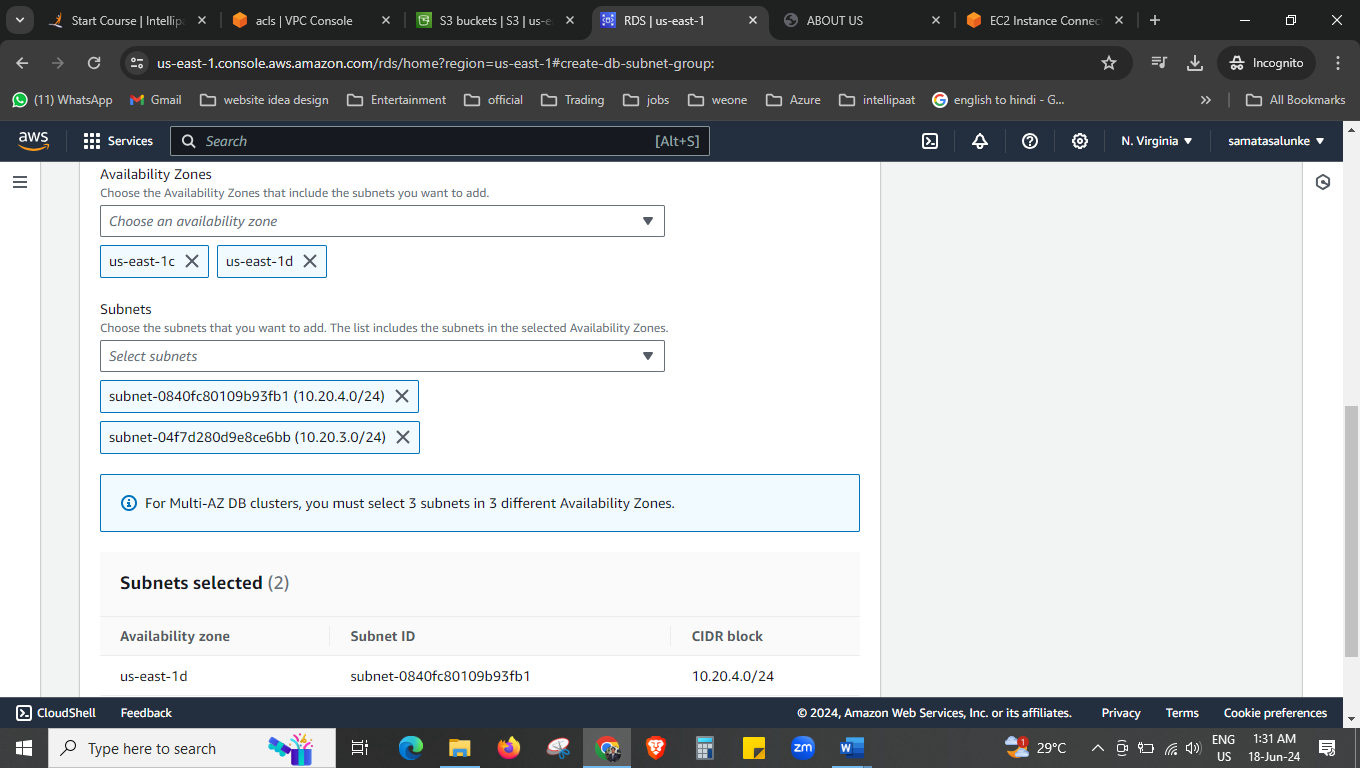 Start Course | Intellipa
acls | VPC Console
S3 buckets | S3 | us-e
RDS | us-east-1
ABOUT US
EC2 Instance Connec
us-east-1.console.aws.amazon.com/rds/home?region=us-east-1#create-db-subnet-group:
Incognito
(11) WhatsApp
Gmail
website idea design
Entertainment
official
Trading
jobs
weone
Azure
intellipaat
english to hindi - G...
»
All Bookmarks
aws
Services
Search
[Alt+S]
N. Virginia
samatasalunke
Availability Zones
Choose the Availability Zones that include the subnets you want to add.
Choose an availability zone
us-east-1c
us-east-1d
Subnets
Choose the subnets that you want to add. The list includes the subnets in the selected Availability Zones.
Select subnets
subnet-0840fc80109b93fb1 (10.20.4.0/24)
subnet-04f7d280d9e8ce6bb (10.20.3.0/24)
For Multi-AZ DB clusters, you must select 3 subnets in 3 different Availability Zones.
Subnets selected (2)
Availability zone Subnet ID CIDR block
us-east-1d subnet-0840fc80109b93fb1 10.20.4.0/24
CloudShell
Feedback
© 2024, Amazon Web Services, Inc. or its affiliates.
Privacy
Terms
Cookie preferences
Type here to search
zm
W
1
29°C
ENG
US
1:31 AM
18-Jun-24